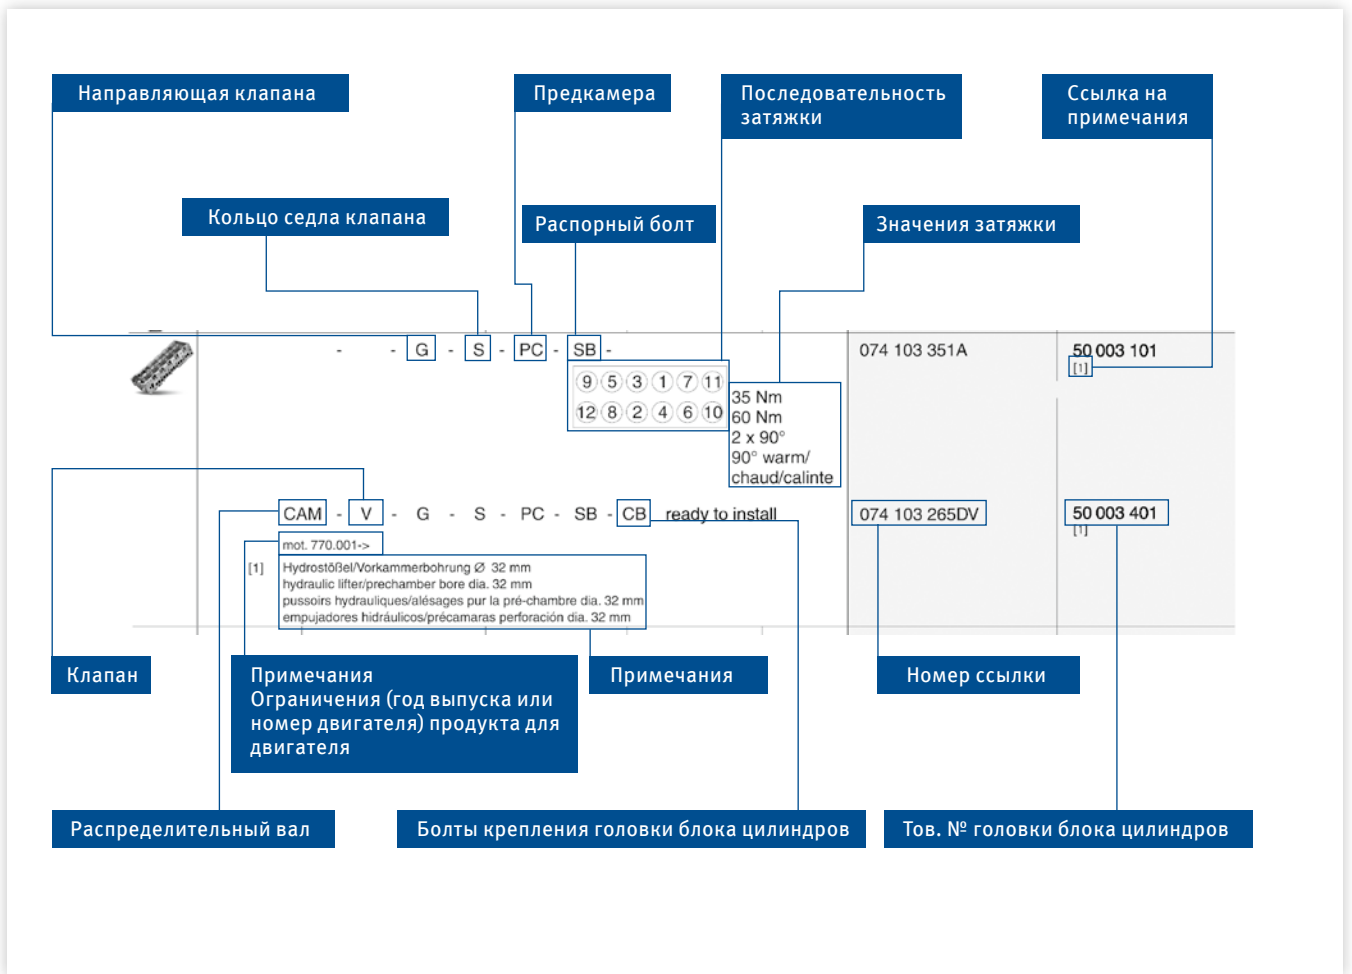 Направляющая клапана
Предкамера
Последовательность
затяжки
Ссылка на
примечания
Кольцо седла клапана
Распорный болт
Значения затяжки
- - G - S - PC - SB -
074 103 351A
50 003 101
[1]
9 5 3 1 7 11
12 8 2 4 6 10
35 Nm
60 Nm
2 x 90°
90° warm/
chaud/calinte
CAM - V - G - S - PC - SB - CB ready to install
074 103 265DV
50 003 401
[1]
mot. 770.001->
[1] Hydrostößel/Vorkammerbohrung Ø 32 mm
hydraulic lifter/prechamber bore dia. 32 mm
pussoirs hydrauliques/alésages pur la pré-chambre dia. 32 mm
empujadores hidráulicos/précamaras perforación dia. 32 mm
Клапан
Примечания
Ограничения (год выпуска или
номер двигателя) продукта для
двигателя
Примечания
Номер ссылки
Распределительный вал
Болты крепления головки блока цилиндров
Тов. № головки блока цилиндров